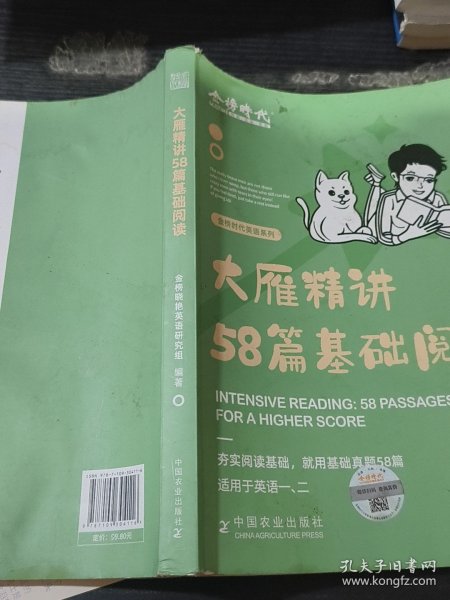 金榜時代
金榜时代英语系列
大雁精讲
58篇基础阅
INTENSIVE READING: 58 PASSAGES
FOR A HIGHER SCORE
夯实阅读基础，就用基础真题58篇
适用于英语一、二
中国农业出版社
CHINA AGRICULTURE PRESS
大雁精讲58篇基础阅读
金榜晓艳英语研究组 编著
中国农业出版社
定价：59.80元
孔夫子旧书网
www.kongfz.com